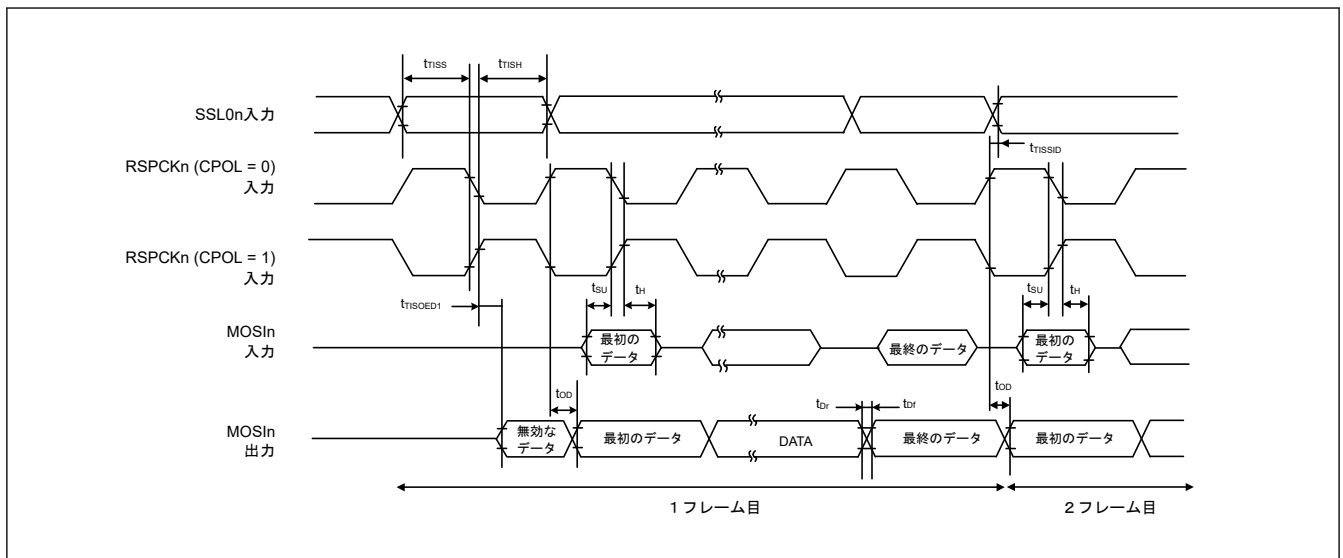 tTISS
tTISH
SSL0n入力
tTISSID
RSPCKn (CPOL = 0)
入力
RSPCKn (CPOL = 1)
入力
tTISOED1
tSU
tH
tSU
tH
MOSIn
入力
最初の
データ
最終のデータ
最初の
データ
tOD
tDr
tDf
tOD
MOSIn
出力
無効な
データ
最初のデータ
DATA
最終のデータ
最初のデータ
1フレーム目
2フレーム目